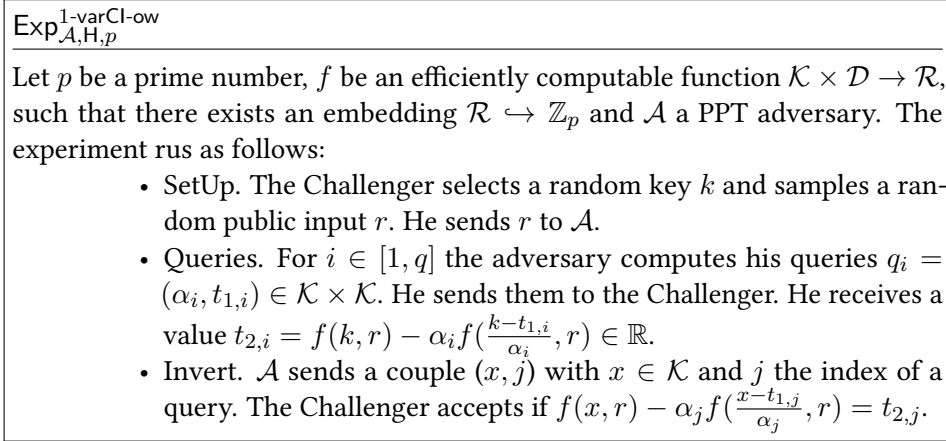 Exp^{1-varCI-ow}_{𝒜,H,p}
Let p be a prime number, f be an efficiently computable function 𝒦 × 𝒟 → ℛ,
such that there exists an embedding ℛ ↪ ℤ_p and 𝒜 a PPT adversary. The
experiment rus as follows:
• SetUp. The Challenger selects a random key k and samples a ran-
dom public input r. He sends r to 𝒜.
• Queries. For i ∈ [1, q] the adversary computes his queries q_i =
(α_i, t_{1,i}) ∈ 𝒦 × 𝒦. He sends them to the Challenger. He receives a
value t_{2,i} = f(k, r) − α_i f(\frac{k−t_{1,i}}{α_i}, r) ∈ ℝ.
• Invert. 𝒜 sends a couple (x, j) with x ∈ 𝒦 and j the index of a
query. The Challenger accepts if f(x, r) − α_j f(\frac{x−t_{1,j}}{α_j}, r) = t_{2,j}.